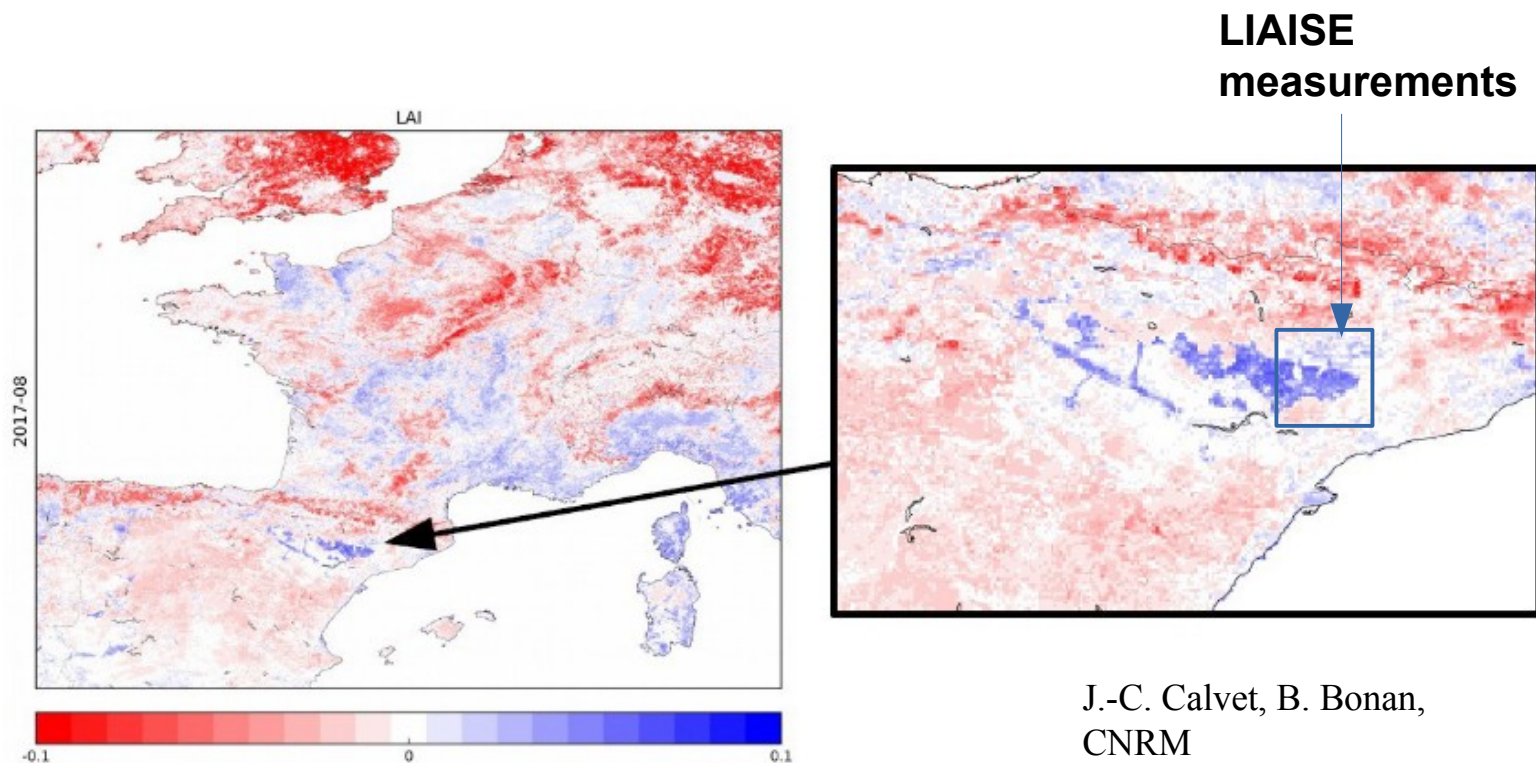 LIAISE
measurements
LAI
2017-08
-0.1
0
0.1
J.-C. Calvet, B. Bonan,
CNRM